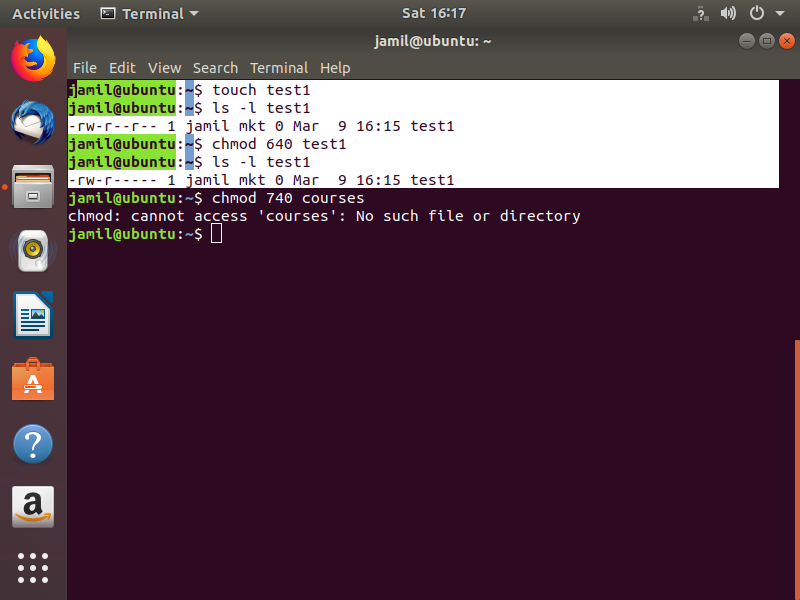 Activities Terminal Sat 16:17
jamil@ubuntu: ~
File Edit View Search Terminal Help
jamil@ubuntu:~$ touch test1
jamil@ubuntu:~$ ls -l test1
-rw-r--r-- 1 jamil mkt 0 Mar  9 16:15 test1
jamil@ubuntu:~$ chmod 640 test1
jamil@ubuntu:~$ ls -l test1
-rw-r----- 1 jamil mkt 0 Mar  9 16:15 test1
jamil@ubuntu:~$ chmod 740 courses
chmod: cannot access 'courses': No such file or directory
jamil@ubuntu:~$